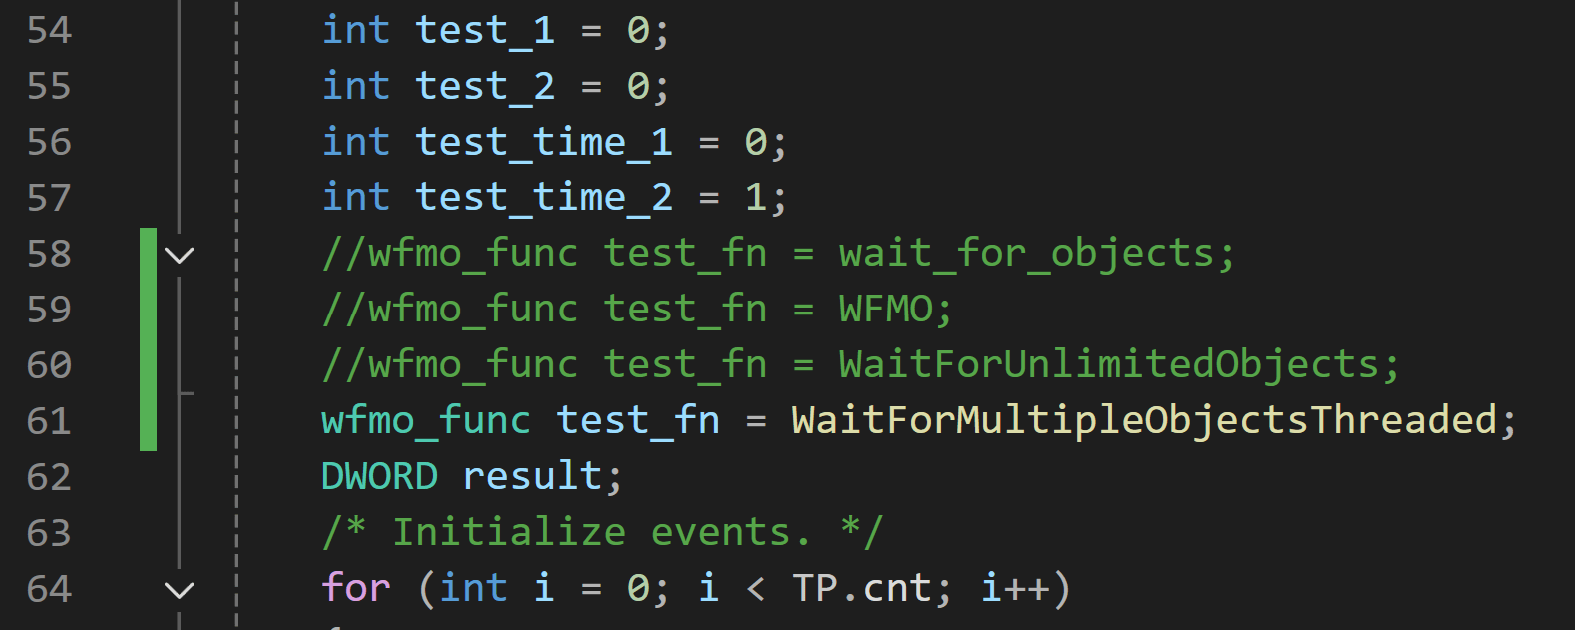 54 int test_1 = 0;
55 int test_2 = 0;
56 int test_time_1 = 0;
57 int test_time_2 = 1;
58 //wfmo_func test_fn = wait_for_objects;
59 //wfmo_func test_fn = WFMO;
60 //wfmo_func test_fn = WaitForUnlimitedObjects;
61 wfmo_func test_fn = WaitForMultipleObjectsThreaded;
62 DWORD result;
63 /* Initialize events. */
64 for (int i = 0; i < TP.cnt; i++)